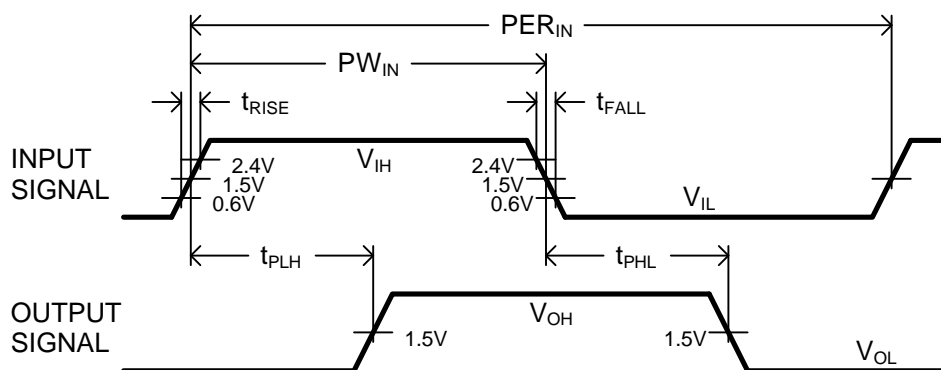 PER_IN
PW_IN
t_RISE
t_FALL
INPUT
SIGNAL
2.4V
1.5V
0.6V
V_IH
2.4V
1.5V
0.6V
V_IL
t_PLH
t_PHL
OUTPUT
SIGNAL
1.5V
V_OH
1.5V
V_OL